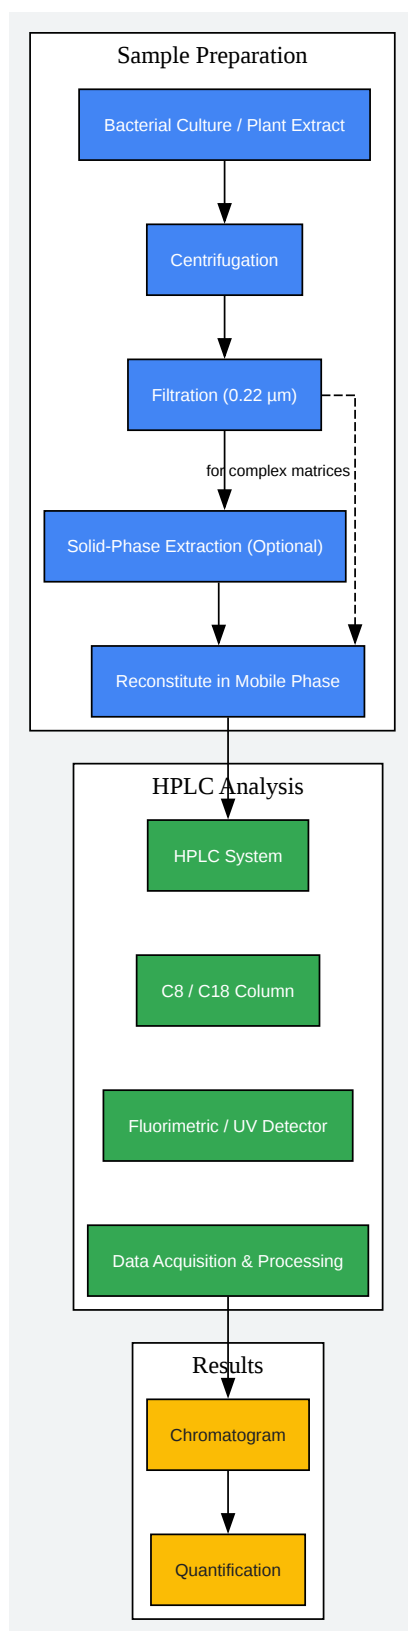 Sample Preparation
Bacterial Culture / Plant Extract
Centrifugation
Filtration (0.22 µm)
for complex matrices
Solid-Phase Extraction (Optional)
Reconstitute in Mobile Phase
HPLC Analysis
HPLC System
C8 / C18 Column
Fluorimetric / UV Detector
Data Acquisition & Processing
Results
Chromatogram
Quantification